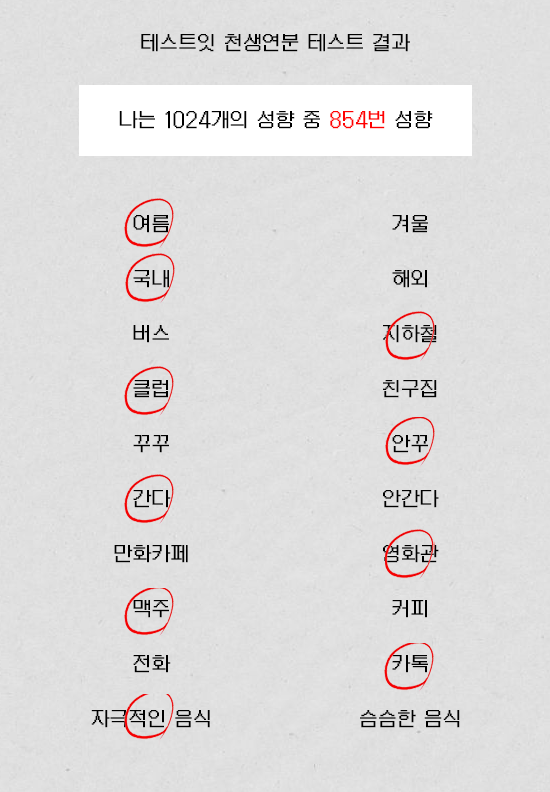 테스트잇 천생연분 테스트 결과
나는 1024개의 성향 중 854번 성향
여름 겨울
국내 해외
버스 지하철
클럽 친구집
꾸꾸 안꾸
간다 안간다
만화카페 영화관
맥주 커피
전화 카톡
자극적인 음식 슴슴한 음식